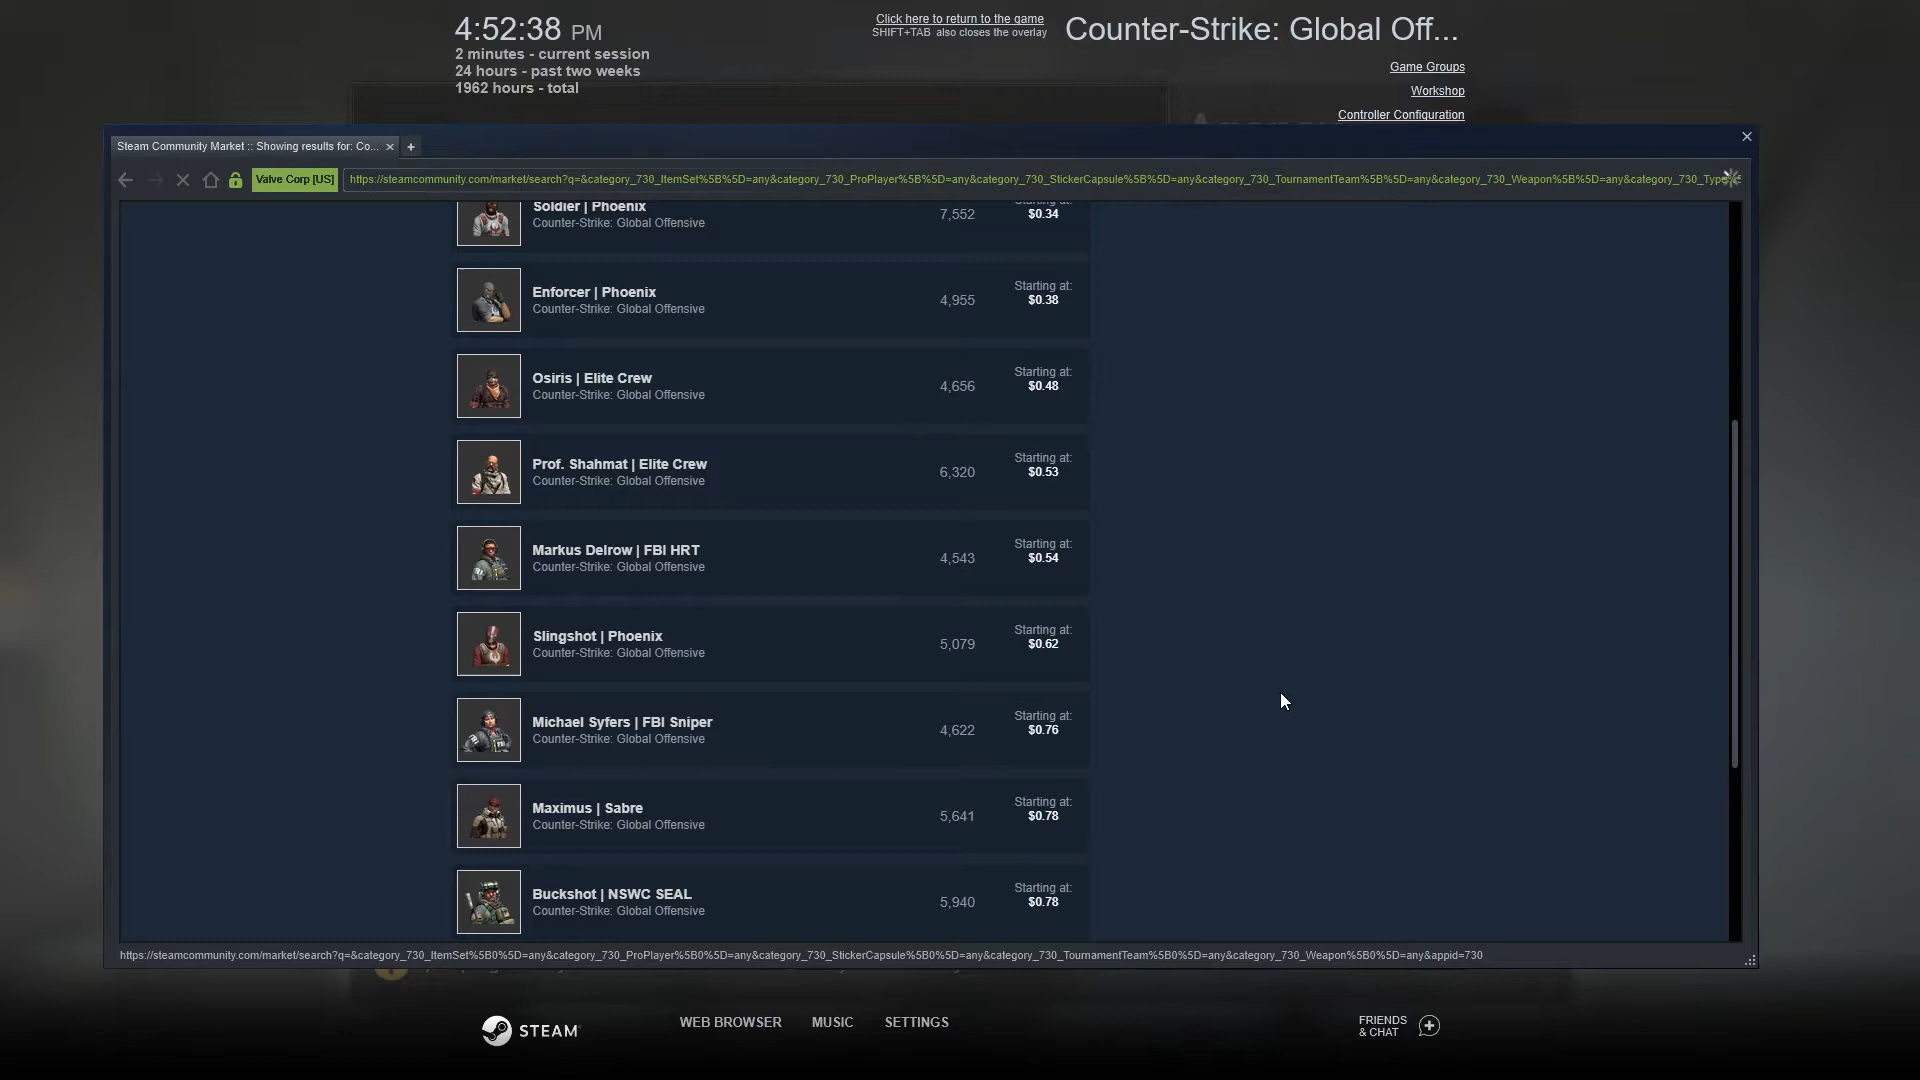 4:52:38 PM
2 minutes - current session
24 hours - past two weeks
1962 hours - total
Click here to return to the game
SHIFT+TAB also closes the overlay
Counter-Strike: Global Off...
Game Groups
Workshop
Controller Configuration
Steam Community Market :: Showing results for: Co...
Valve Corp [US]
https://steamcommunity.com/market/search?q=&category_730_ItemSet%5B%5D=any&category_730_ProPlayer%5B%5D=any&category_730_StickerCapsule%5B%5D=any&category_730_TournamentTeam%5B%5D=any&category_730_Weapon%5B%5D=any&category_730_Type%5
Soldier | Phoenix
Counter-Strike: Global Offensive
7,552
Starting at:
$0.34
Enforcer | Phoenix
Counter-Strike: Global Offensive
4,955
Starting at:
$0.38
Osiris | Elite Crew
Counter-Strike: Global Offensive
4,656
Starting at:
$0.48
Prof. Shahmat | Elite Crew
Counter-Strike: Global Offensive
6,320
Starting at:
$0.53
Markus Delrow | FBI HRT
Counter-Strike: Global Offensive
4,543
Starting at:
$0.54
Slingshot | Phoenix
Counter-Strike: Global Offensive
5,079
Starting at:
$0.62
Michael Syfers | FBI Sniper
Counter-Strike: Global Offensive
4,622
Starting at:
$0.76
Maximus | Sabre
Counter-Strike: Global Offensive
5,641
Starting at:
$0.78
Buckshot | NSWC SEAL
Counter-Strike: Global Offensive
5,940
Starting at:
$0.78
https://steamcommunity.com/market/search?q=&category_730_ItemSet%5B0%5D=any&category_730_ProPlayer%5B0%5D=any&category_730_StickerCapsule%5B0%5D=any&category_730_TournamentTeam%5B0%5D=any&category_730_Weapon%5B0%5D=any&appid=730
STEAM
WEB BROWSER
MUSIC
SETTINGS
FRIENDS
& CHAT